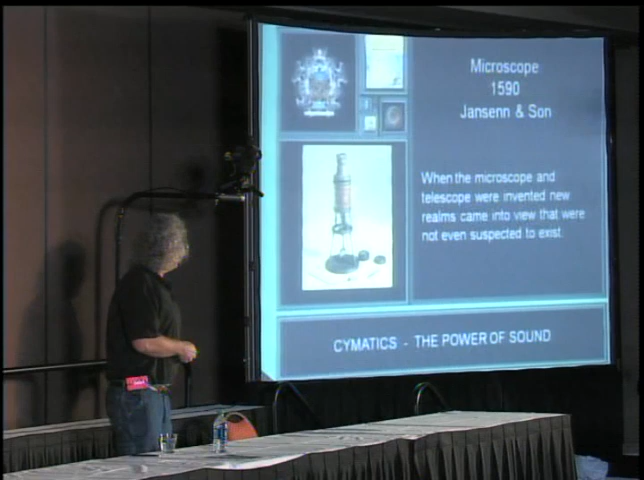 Microscope
1590
Jansenn & Son
When the microscope and
telescope were invented new
realms came into view that were
not even suspected to exist.
CYMATICS - THE POWER OF SOUND